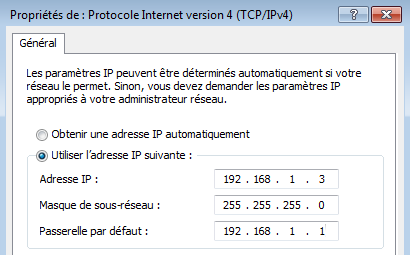 Propriétés de : Protocole Internet version 4 (TCP/IPv4)
Général
Les paramètres IP peuvent être déterminés automatiquement si votre
réseau le permet. Sinon, vous devez demander les paramètres IP
appropriés à votre administrateur réseau.
Obtenir une adresse IP automatiquement
Utiliser l'adresse IP suivante :
Adresse IP : 192 . 168 . 1 . 3
Masque de sous-réseau : 255 . 255 . 255 . 0
Passerelle par défaut : 192 . 168 . 1 . 1